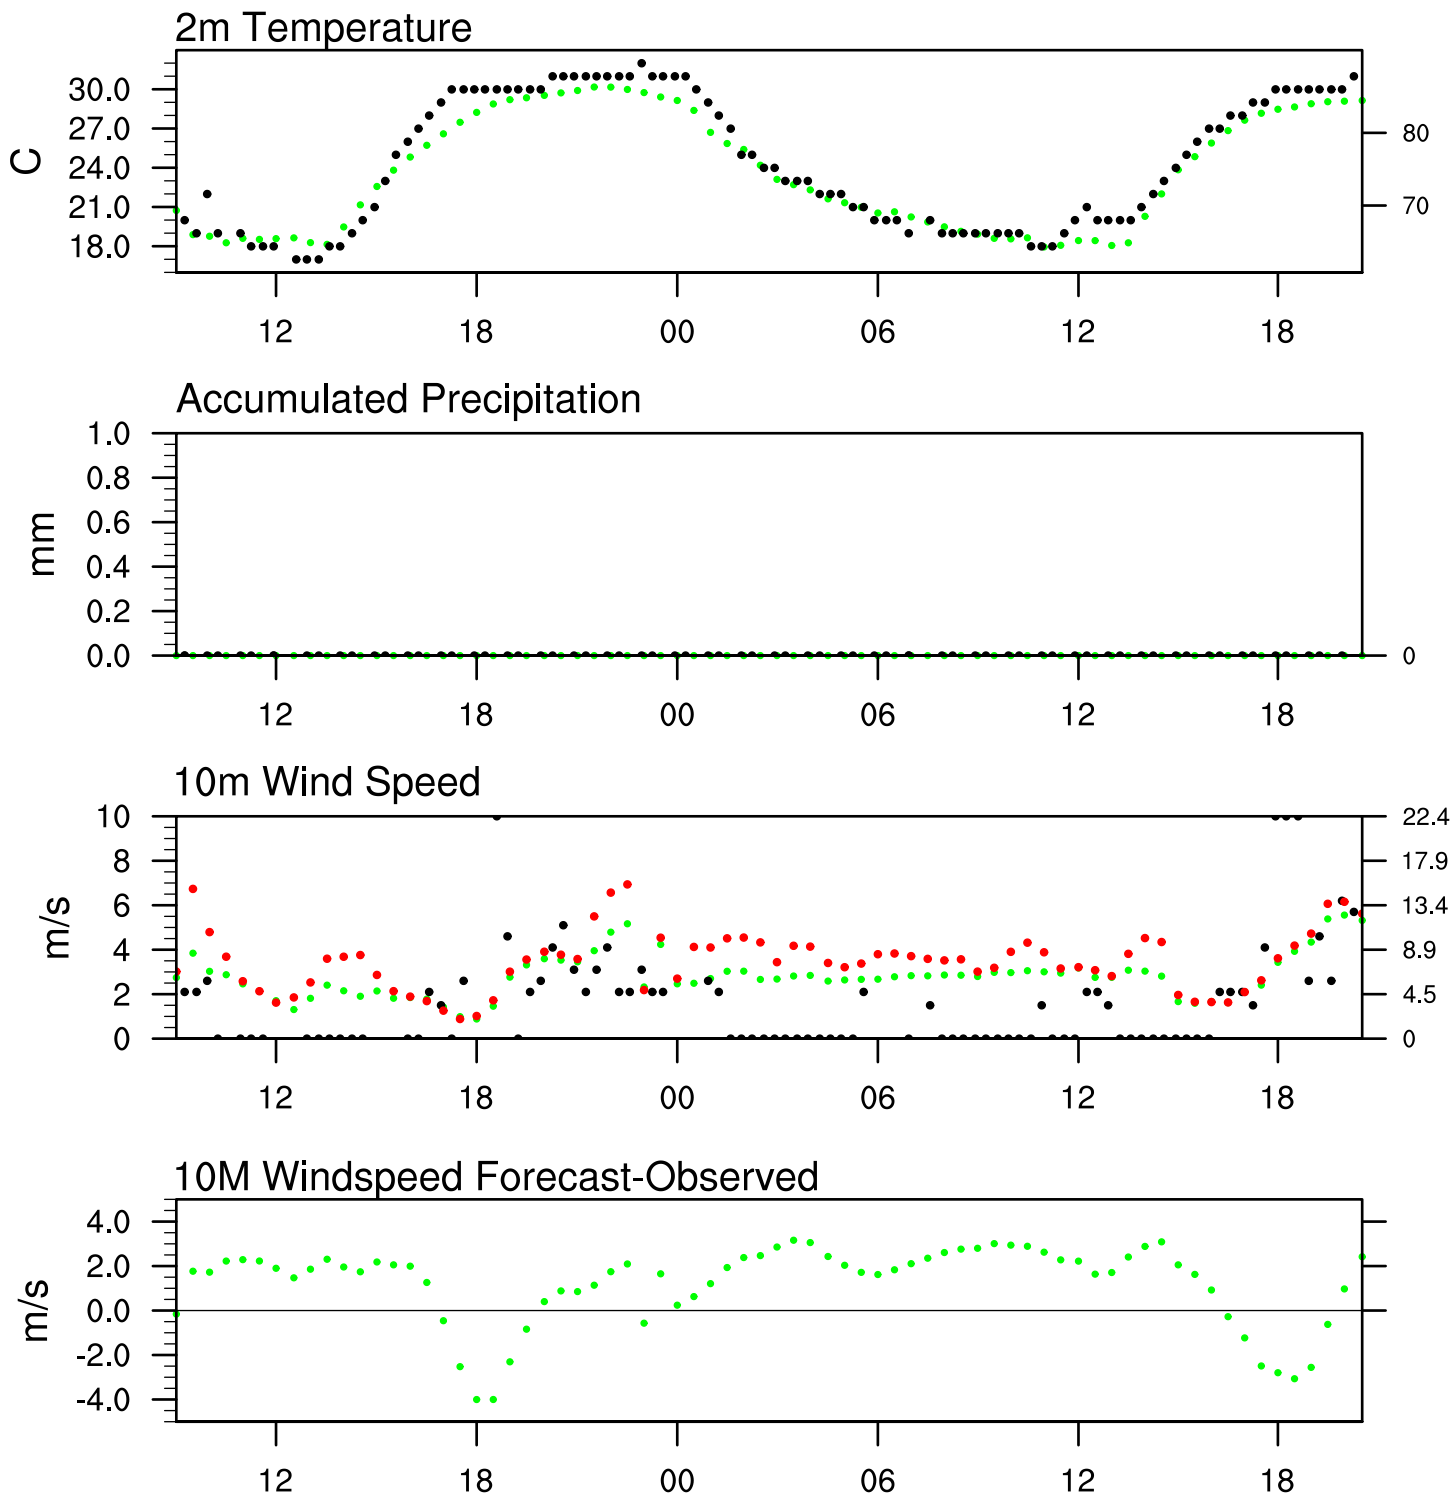 2m Temperature
30.0
27.0
24.0
21.0
18.0
C
80
70
12 18 00 06 12 18
Accumulated Precipitation
1.0
0.8
0.6
0.4
0.2
0.0
mm
0
12 18 00 06 12 18
10m Wind Speed
10
8
6
4
2
0
m/s
22.4
17.9
13.4
8.9
4.5
0
12 18 00 06 12 18
10M Windspeed Forecast-Observed
4.0
2.0
0.0
-2.0
-4.0
m/s
12 18 00 06 12 18